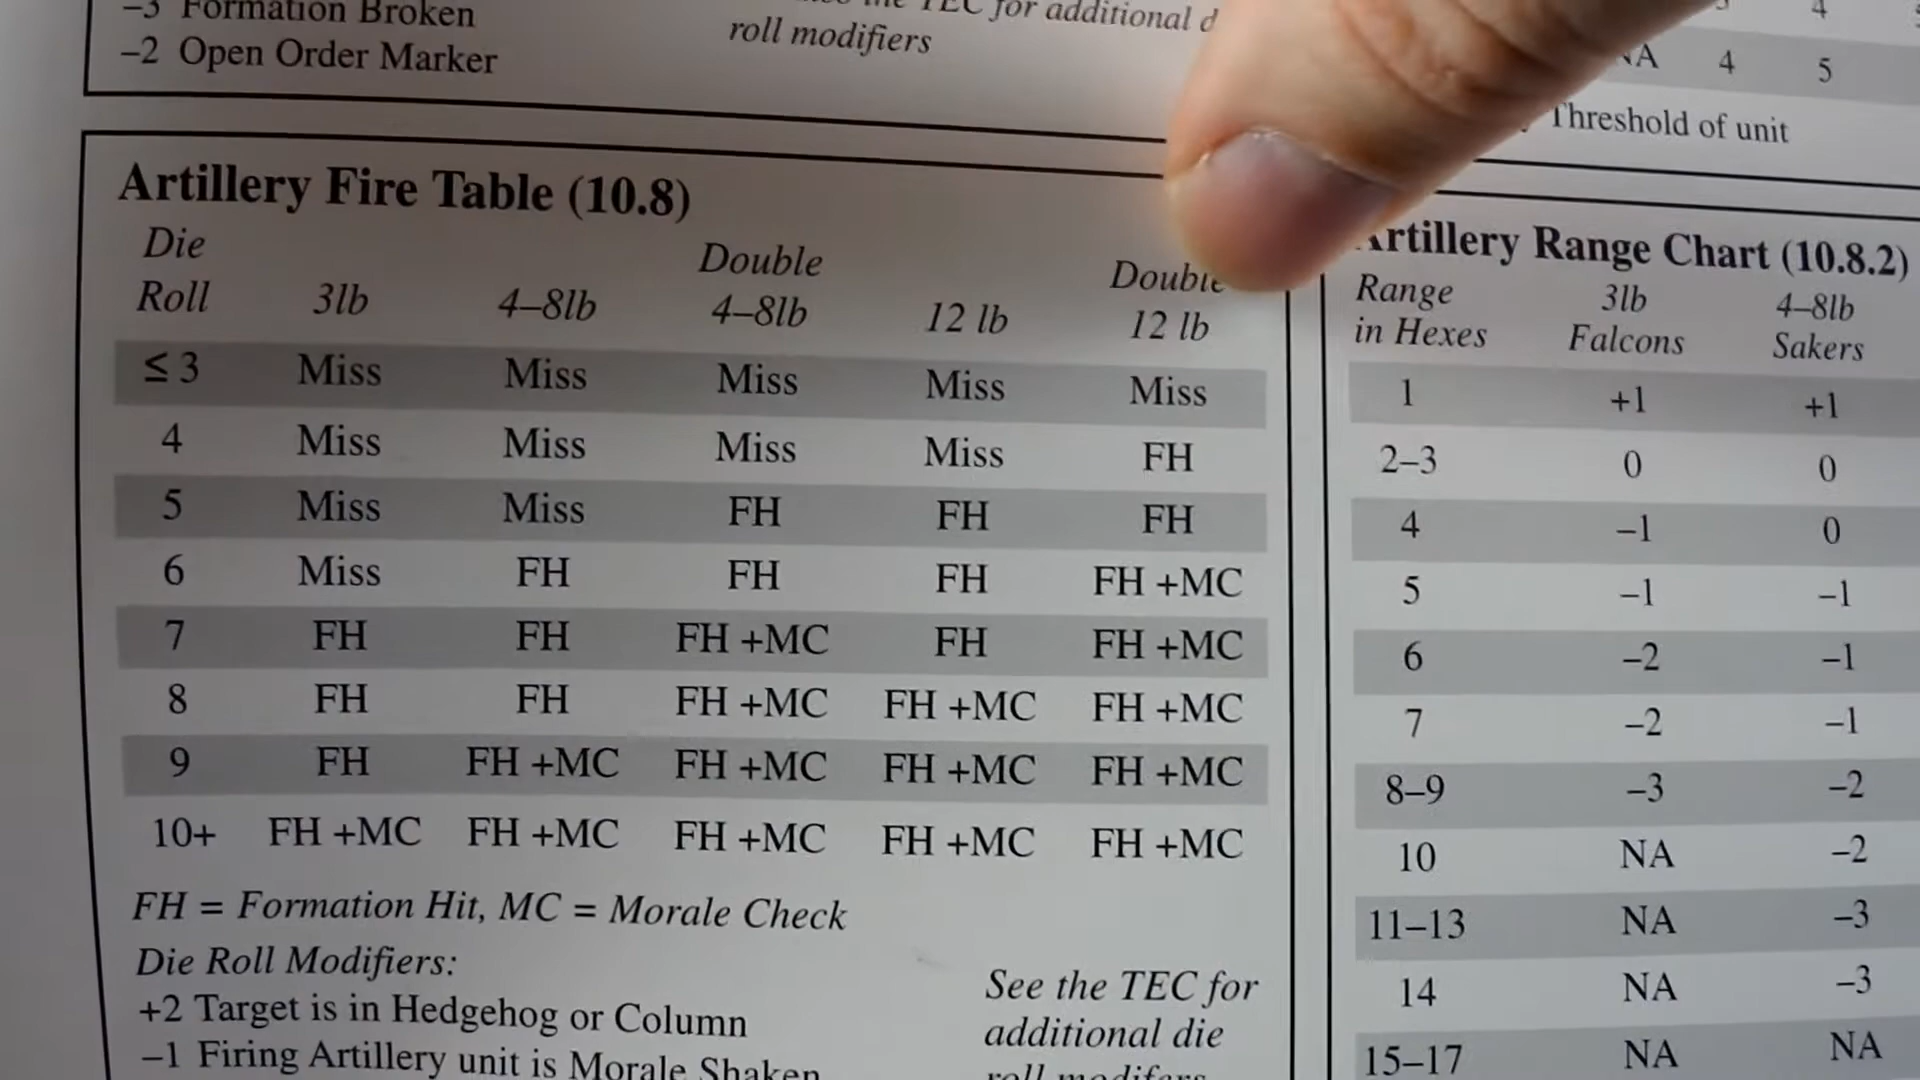 –3 Formation Broken
–2 Open Order Marker
TEC for additional
roll modifiers
4
4 5
Threshold of unit
Artillery Fire Table (10.8)
Die Roll 3lb 4–8lb Double 4–8lb 12 lb Double 12 lb
≤ 3 Miss Miss Miss Miss Miss
4 Miss Miss Miss Miss FH
5 Miss Miss FH FH FH
6 Miss FH FH FH FH +MC
7 FH FH FH +MC FH FH +MC
8 FH FH FH +MC FH +MC FH +MC
9 FH FH +MC FH +MC FH +MC FH +MC
10+ FH +MC FH +MC FH +MC FH +MC FH +MC
FH = Formation Hit, MC = Morale Check
Die Roll Modifiers:
+2 Target is in Hedgehog or Column
–1 Firing Artillery unit is Morale Shaken
See the TEC for
additional die
roll modifers
Artillery Range Chart (10.8.2)
Range 3lb 4–8lb
in Hexes Falcons Sakers
1 +1 +1
2–3 0 0
4 –1 0
5 –1 –1
6 –2 –1
7 –2 –1
8–9 –3 –2
10 NA –2
11–13 NA –3
14 NA –3
15–17 NA NA